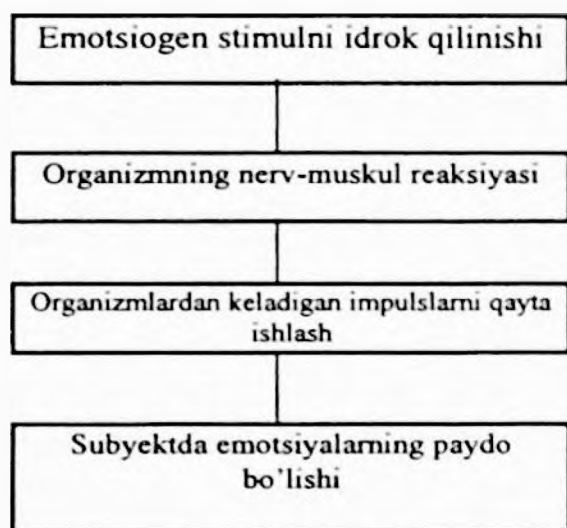 Emotsiogen stimulni idrok qilinishi
Organizmning nerv-muskul reaksiyasi
Organizmlardan keladigan impulslarni qayta
ishlash
Subyektda emotsiyalarning paydo
bo'lishi